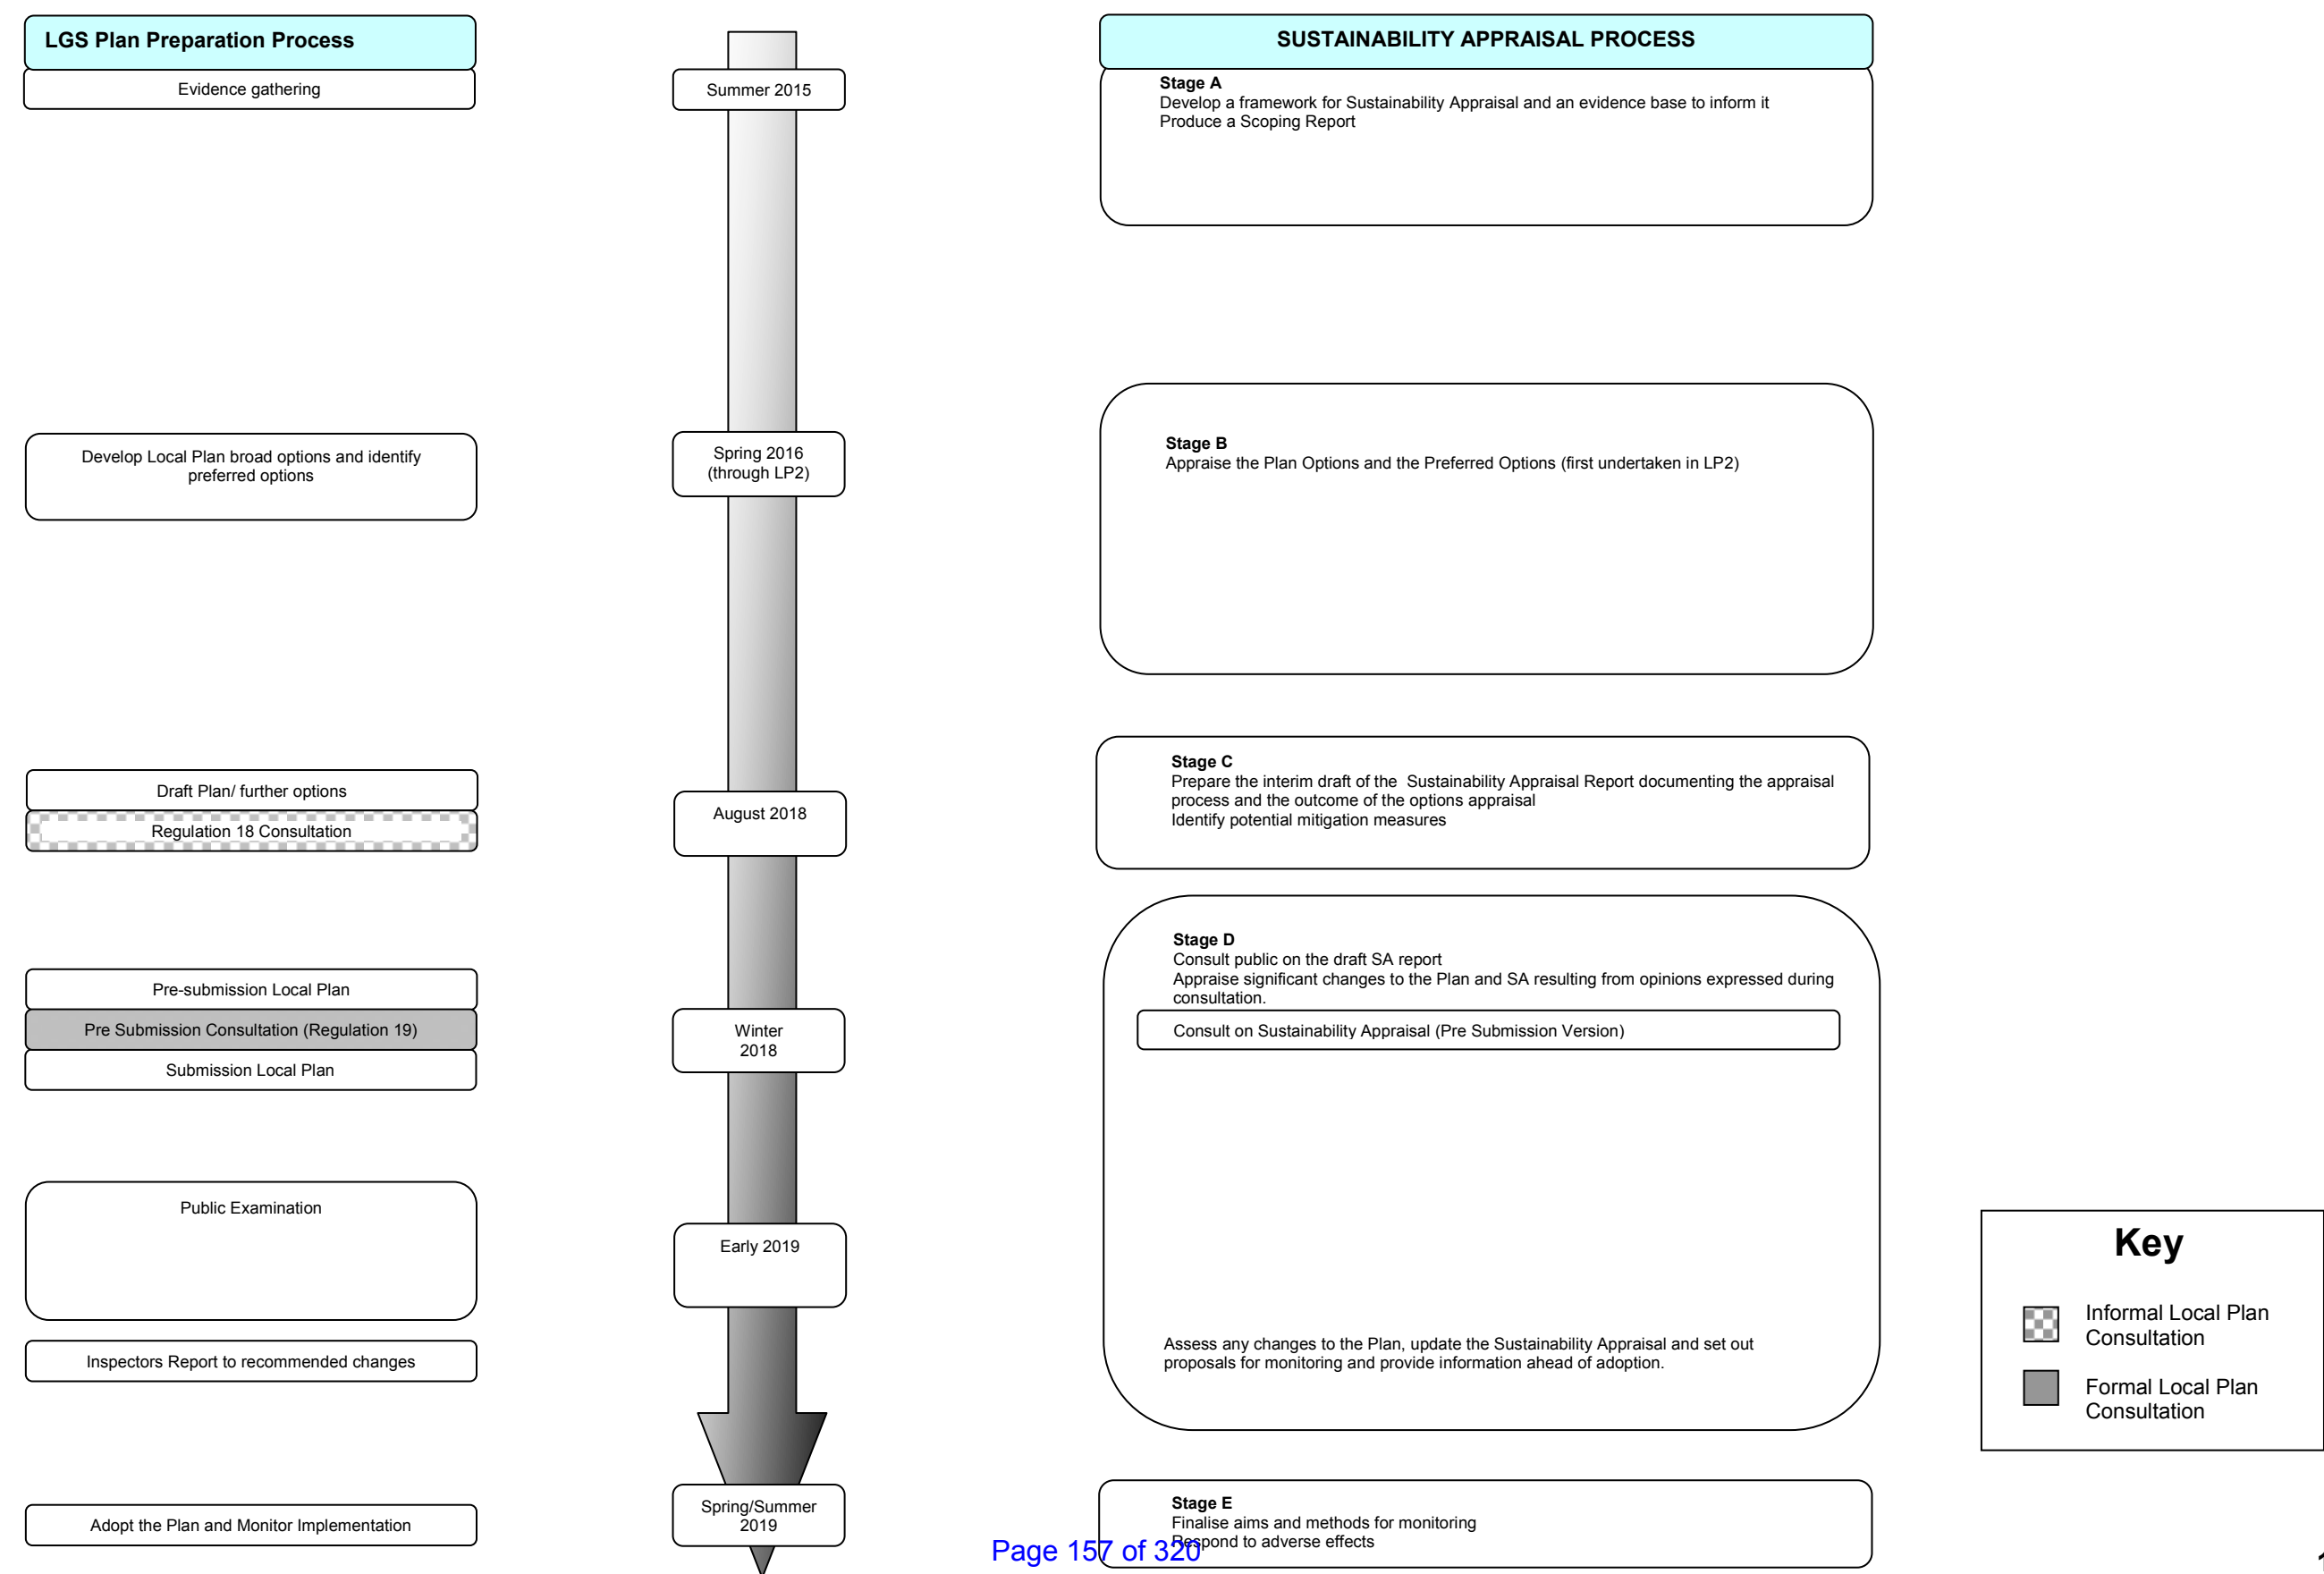 LGS Plan Preparation Process
Evidence gathering
Develop Local Plan broad options and identify
preferred options
Draft Plan/ further options
Regulation 18 Consultation
Pre-submission Local Plan
Pre Submission Consultation (Regulation 19)
Submission Local Plan
Public Examination
Inspectors Report to recommended changes
Adopt the Plan and Monitor Implementation
Summer 2015
Spring 2016
(through LP2)
August 2018
Winter
2018
Early 2019
Spring/Summer
2019
SUSTAINABILITY APPRAISAL PROCESS
Stage A
Develop a framework for Sustainability Appraisal and an evidence base to inform it
Produce a Scoping Report
Stage B
Appraise the Plan Options and the Preferred Options (first undertaken in LP2)
Stage C
Prepare the interim draft of the  Sustainability Appraisal Report documenting the appraisal
process and the outcome of the options appraisal
Identify potential mitigation measures
Stage D
Consult public on the draft SA report
Appraise significant changes to the Plan and SA resulting from opinions expressed during
consultation.
Consult on Sustainability Appraisal (Pre Submission Version)
Assess any changes to the Plan, update the Sustainability Appraisal and set out
proposals for monitoring and provide information ahead of adoption.
Stage E
Finalise aims and methods for monitoring
Respond to adverse effects
Key
Informal Local Plan
Consultation
Formal Local Plan
Consultation
Page 157 of 320